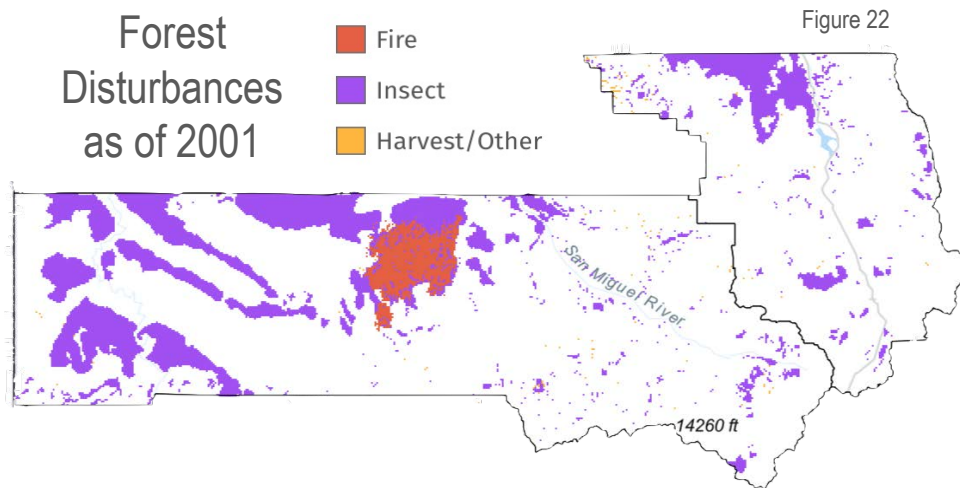 Forest
Disturbances
as of 2001
Fire
Insect
Harvest/Other
Figure 22
San Miguel River
14260 ft